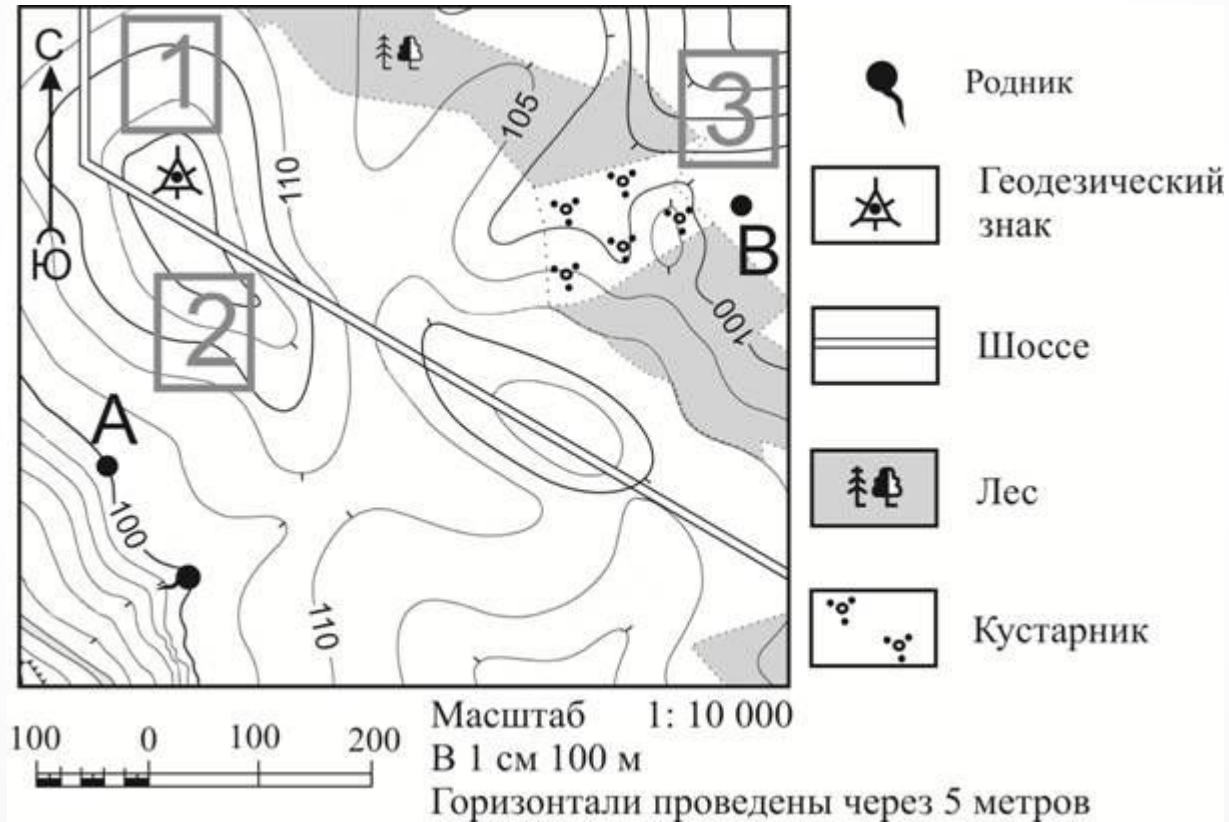 С
Ю
1
2
3
А
В
110
105
100
100
110
Родник
Геодезический
знак
Шоссе
Лес
Кустарник
100 0 100 200
Масштаб 1: 10 000
В 1 см 100 м
Горизонтали проведены через 5 метров